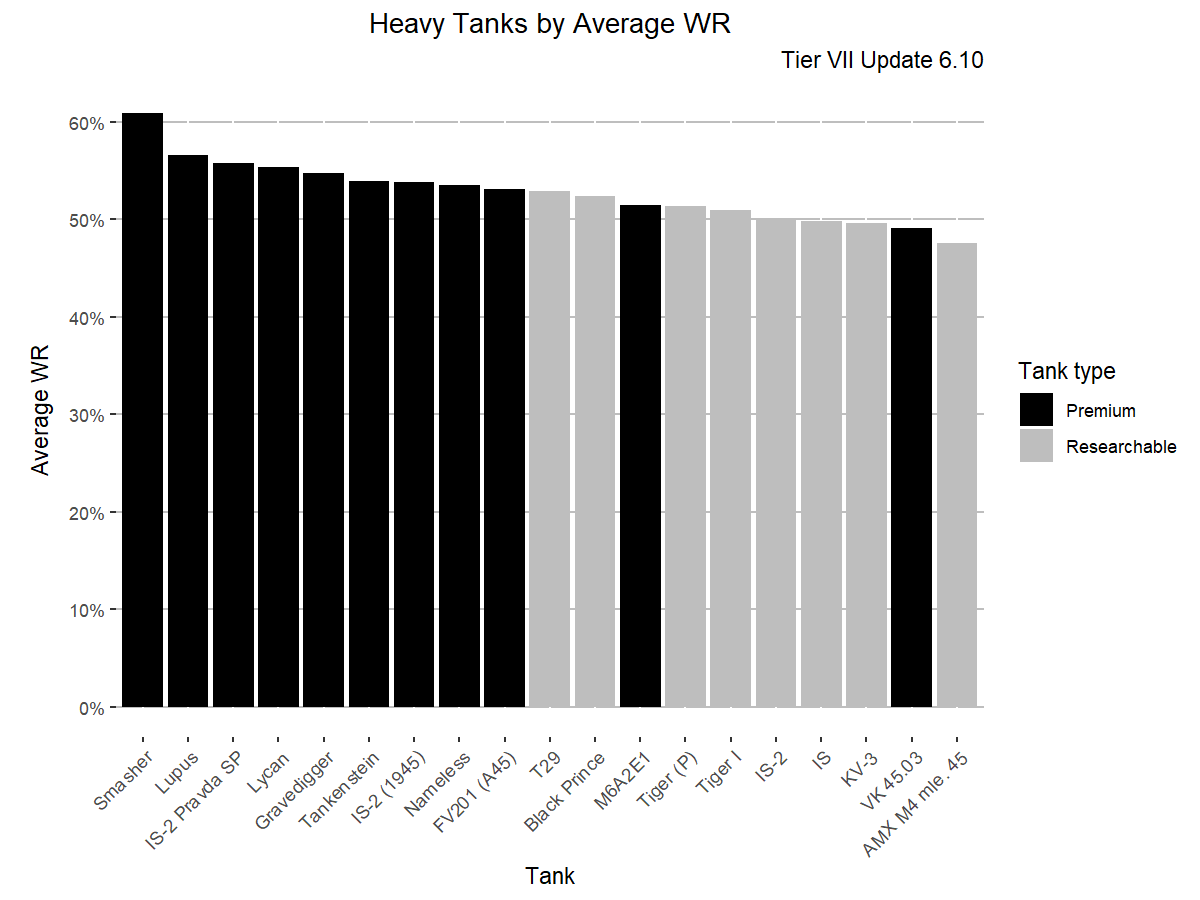 Heavy Tanks by Average WR
Tier VII Update 6.10
Average WR
60%
50%
40%
30%
20%
10%
0%
Smasher
Lupus
IS-2 Pravda SP
Lycan
Gravedigger
Tankenstein
IS-2 (1945)
Nameless
FV201 (A45)
T29
Black Prince
M6A2E1
Tiger (P)
Tiger I
IS-2
IS
KV-3
VK 45.03
AMX M4 mle. 45
Tank
Tank type
Premium
Researchable